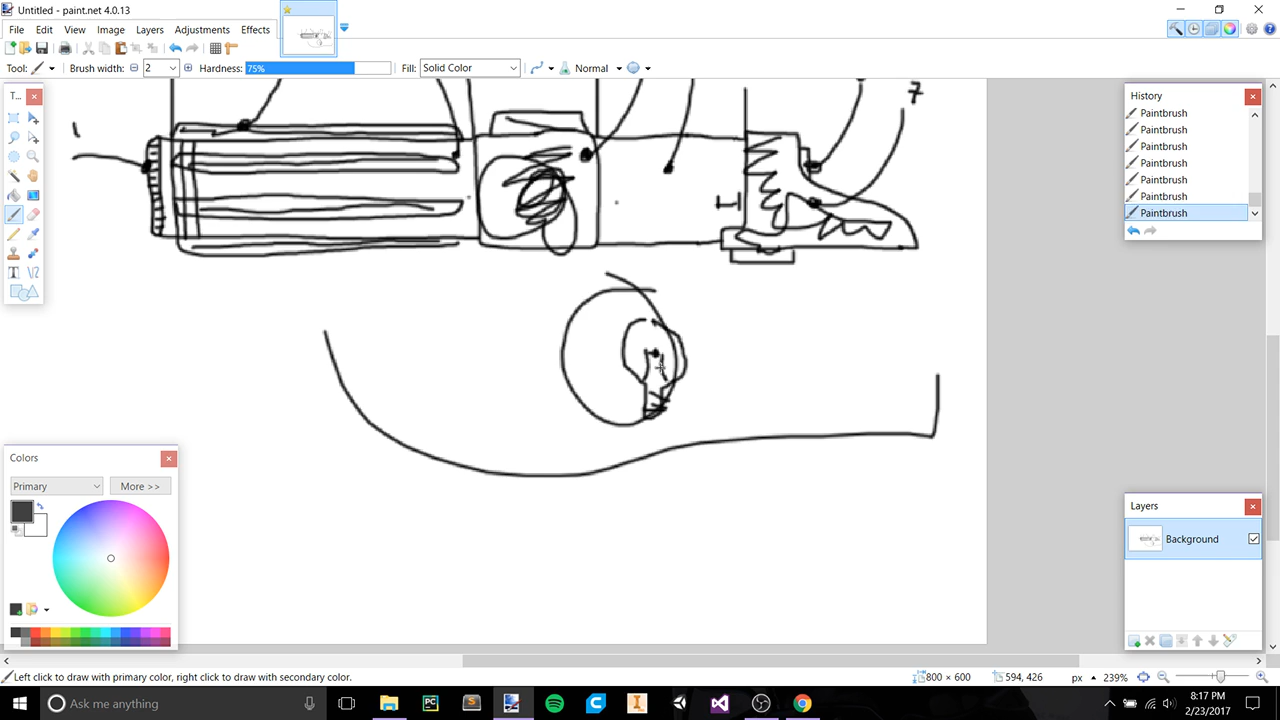 Untitled - paint.net 4.0.13
File Edit View Image Layers Adjustments Effects
Tool: Brush width: 2 Hardness: 75% Fill: Solid Color Normal
T...
History
Paintbrush
Paintbrush
Paintbrush
Paintbrush
Paintbrush
Paintbrush
Paintbrush
7
1
I
Colors
Primary More >>
Layers
Background
Left click to draw with primary color, right click to draw with secondary color.
800 × 600 594, 426 px 239%
Ask me anything
8:17 PM
2/23/2017